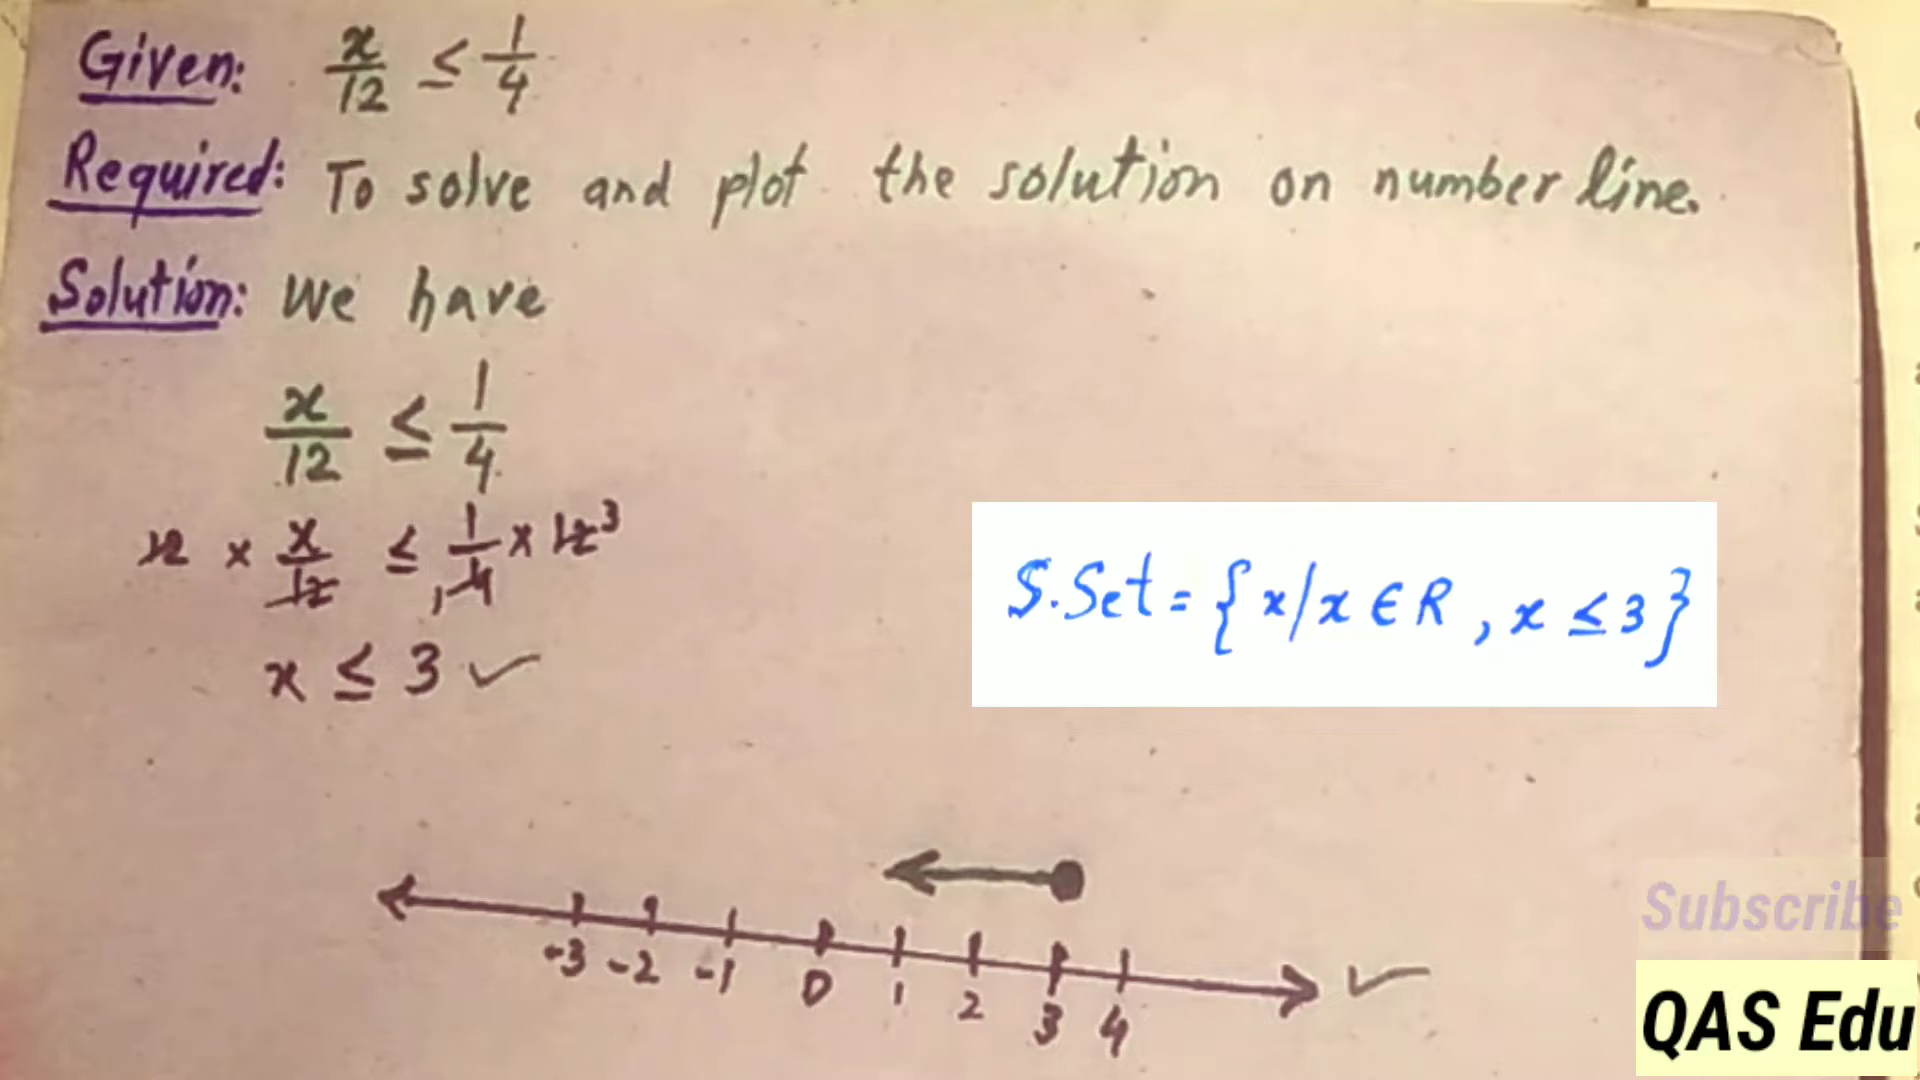 Given: x/12 ≤ 1/4
Required: To solve and plot the solution on number line.
Solution: We have
x/12 ≤ 1/4
12 × x/12 ≤ 1/4 × 12 3
1
x ≤ 3 ✓
S.Set = {x/x ∈ R, x ≤ 3}
-3 -2 -1 0 1 2 3 4 ✓
Subscribe
QAS Edu